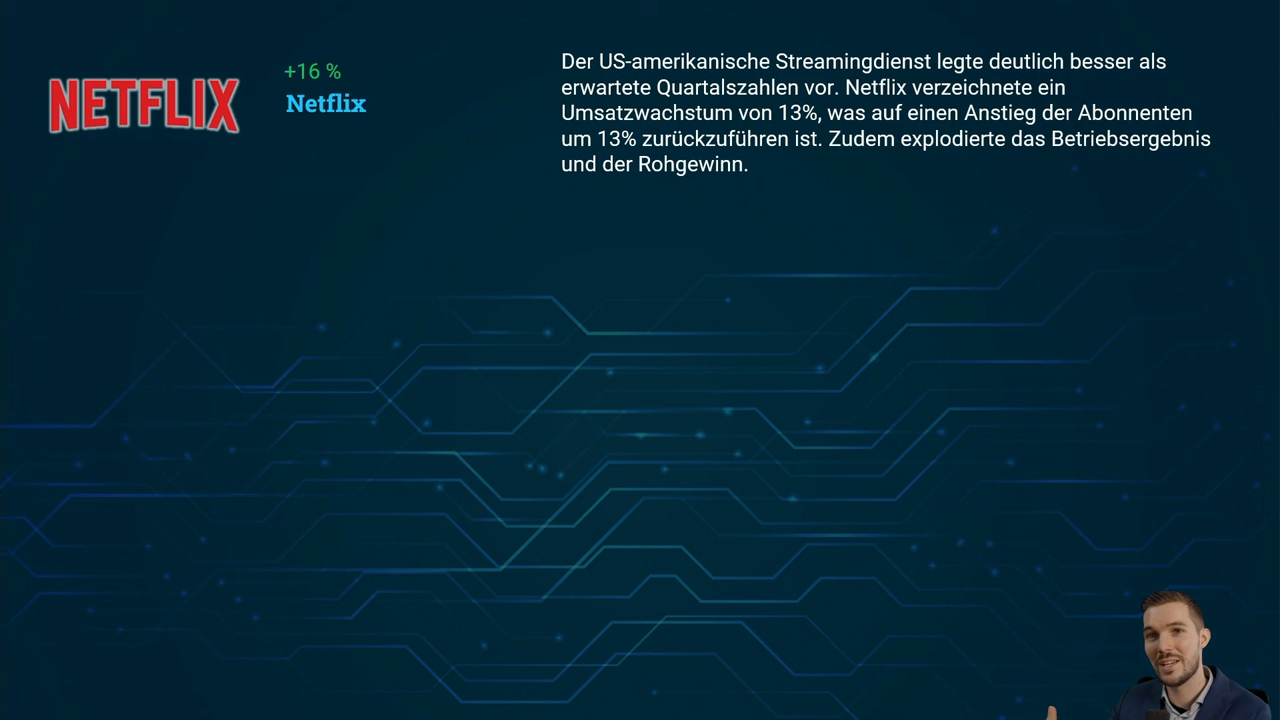 NETFLIX
+16 %
Netflix
Der US-amerikanische Streamingdienst legte deutlich besser als
erwartete Quartalszahlen vor. Netflix verzeichnete ein
Umsatzwachstum von 13%, was auf einen Anstieg der Abonnenten
um 13% zurückzuführen ist. Zudem explodierte das Betriebsergebnis
und der Rohgewinn.